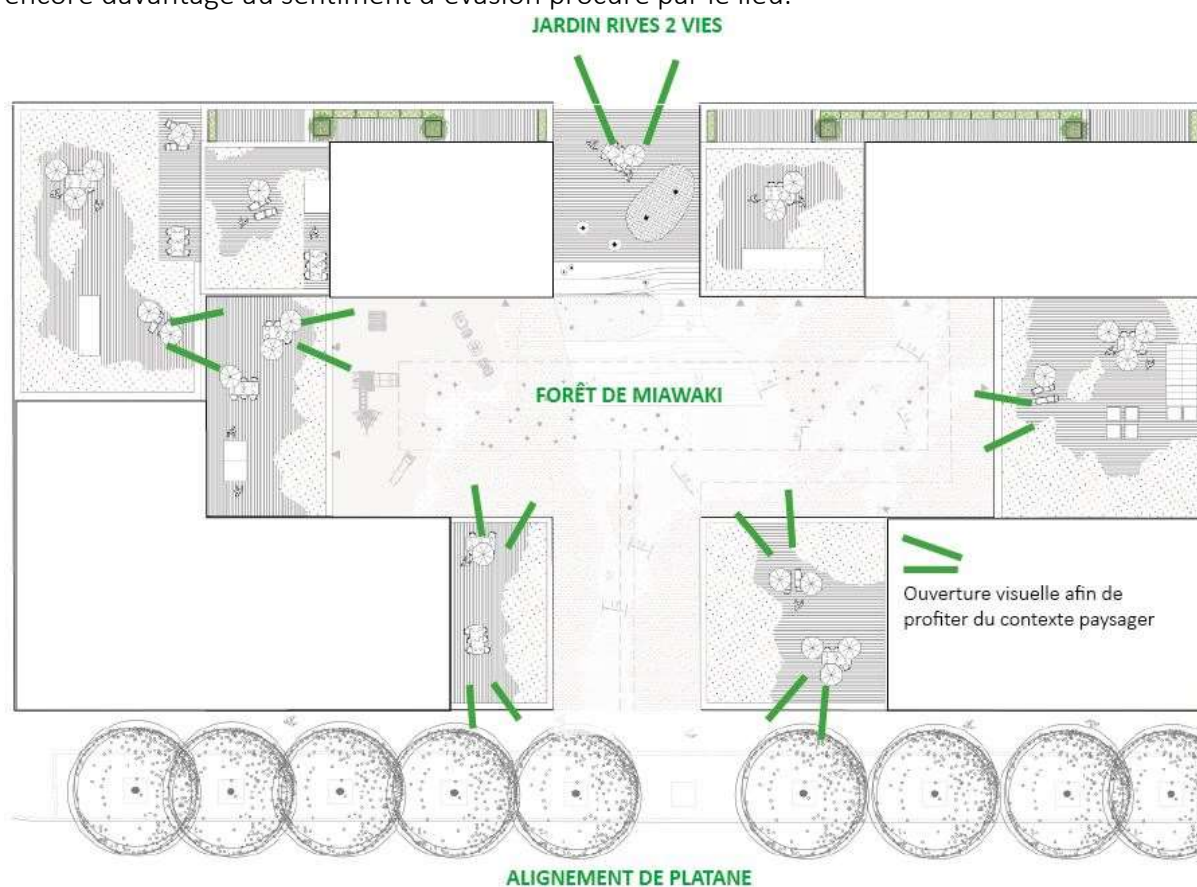 encore davantage au sentiment d'évasion procuré par le lieu.
JARDIN RIVES 2 VIES
FORÊT DE MIAWAKI
Ouverture visuelle afin de
profiter du contexte paysager
ALIGNEMENT DE PLATANE